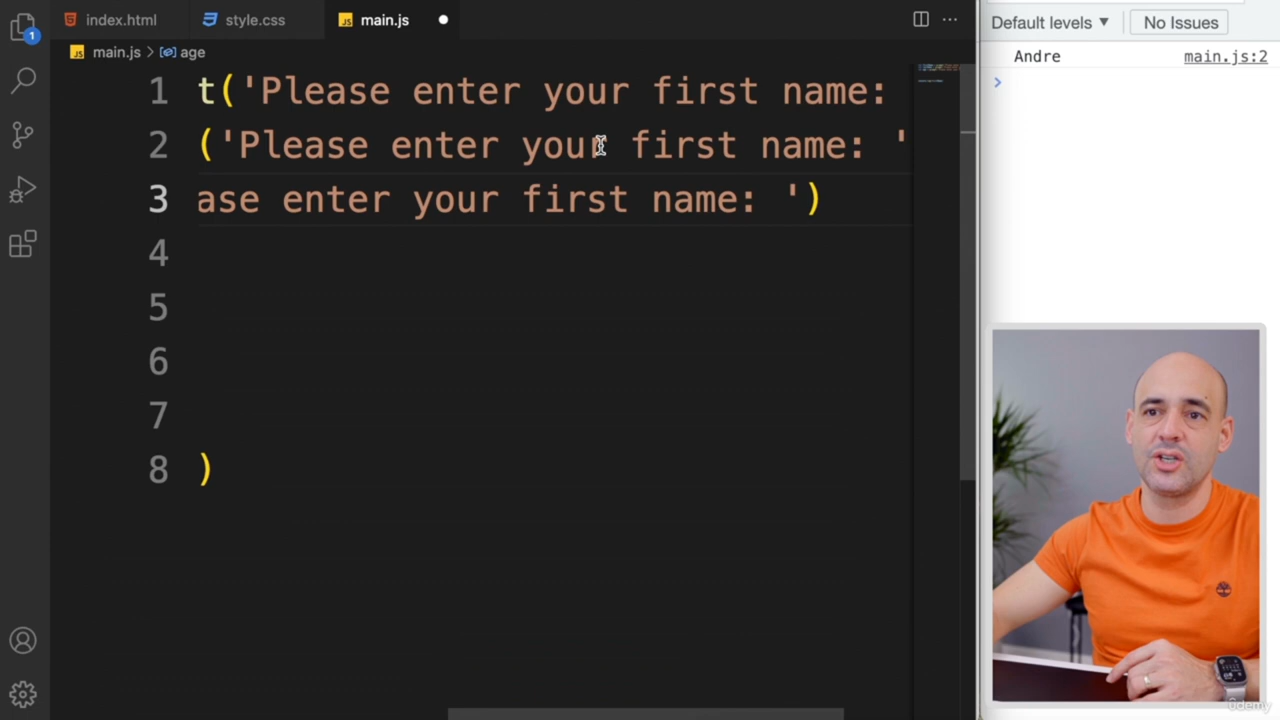 index.html
style.css
main.js
Default levels ▼
No Issues
1
main.js > age
Andre
main.js:2
>
1 t('Please enter your first name:
2 ('Please enter your first name: '
3 ase enter your first name: ')
4
5
6
7
8 )
ûdemy